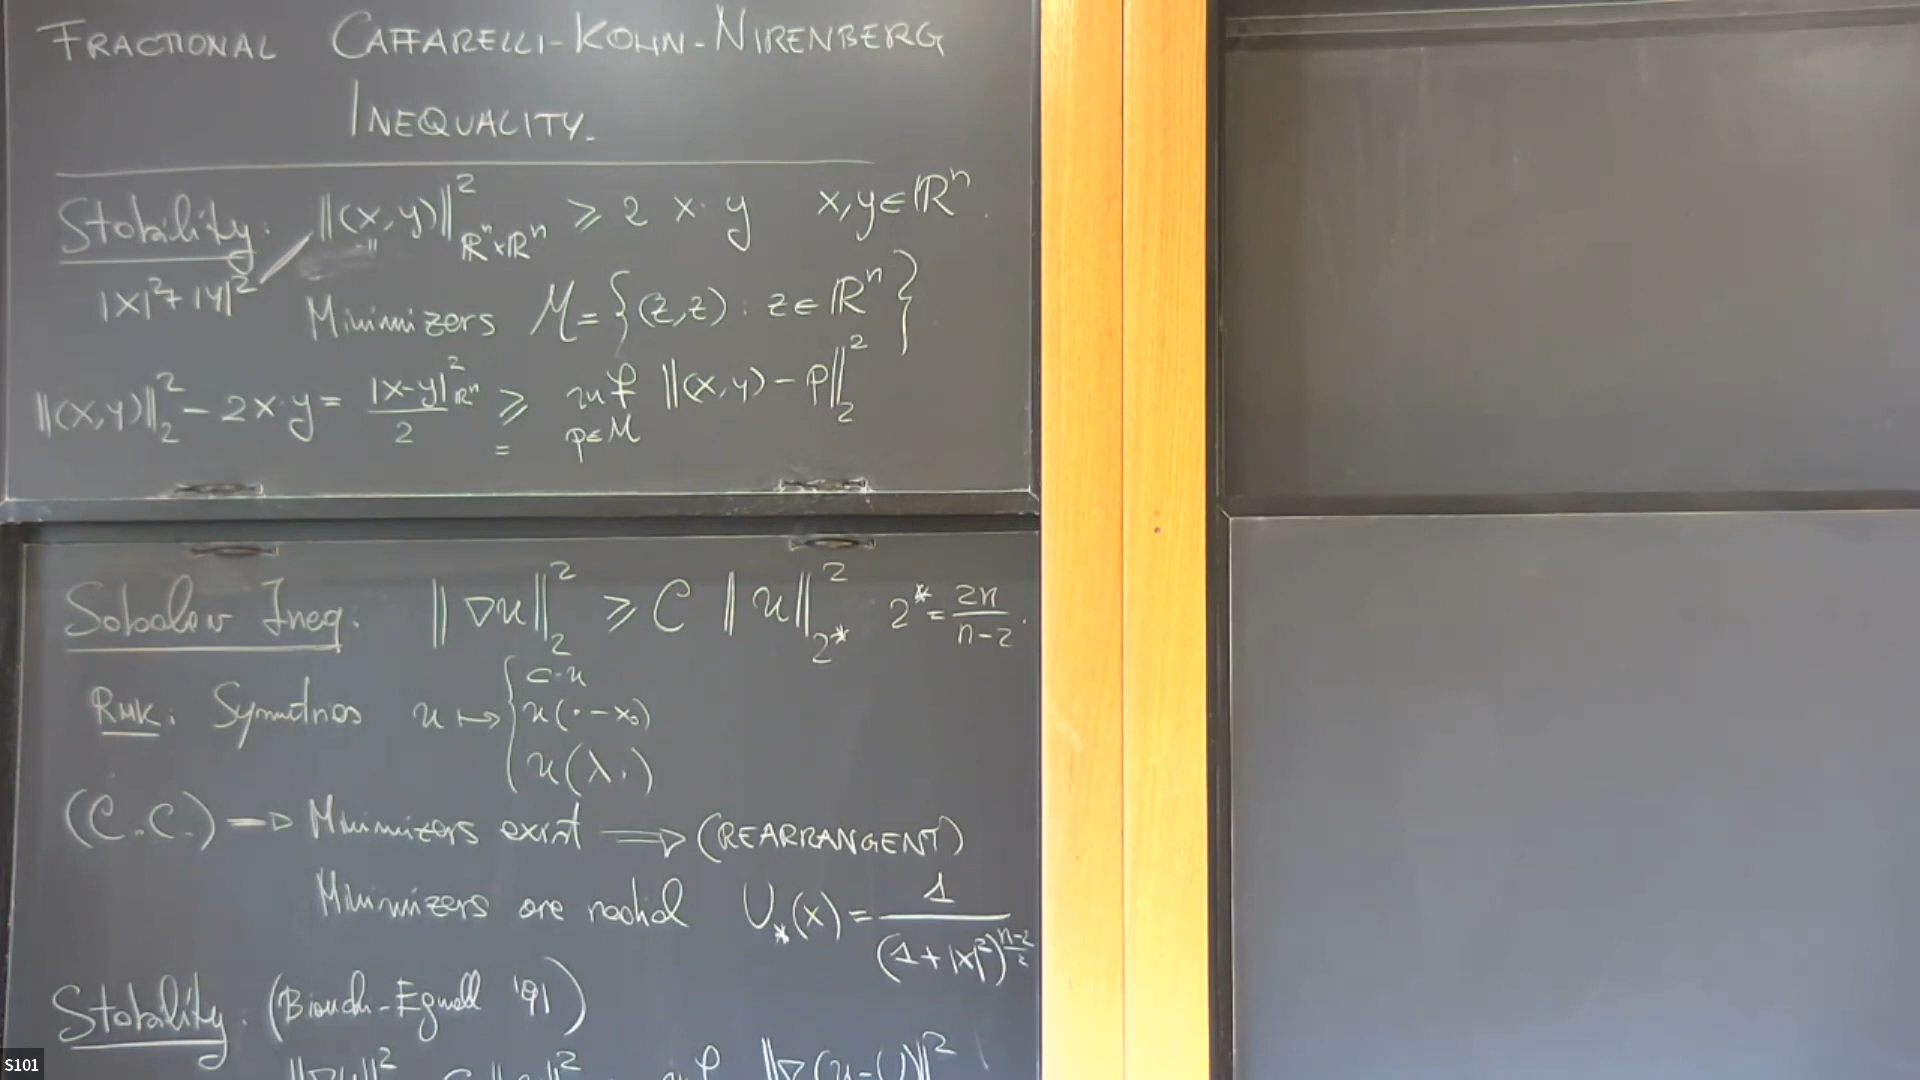 FRACTIONAL CAFFARELLI-KOHN-NIRENBERG
INEQUALITY.
Stability: ‖(x,y)‖²_{ℝⁿ×ℝⁿ} ⩾ 2 x·y x,y∈ℝⁿ.
|x|²+|y|²
Minimizers M={(z,z): z∈ℝⁿ}
‖(x,y)‖₂² - 2x·y = |x-y|²_{ℝⁿ}/2 ⩾ inf_{p∈M} ‖(x,y)-p‖₂²
=
Sobolev Ineq. ‖∇u‖₂² ⩾ C ‖u‖²_{2*} 2*=2n/(n-2).
RMK: Symmetries u ↦ { c·u
u(·-x₀)
u(λ·)
(C.C.) → Minimizers exist ⟹ (REARRANGENT)
Minimizers are radial U_*(x)= 1/(1+|x|²)^{(n-2)/2}
Stability: (Bianchi-Egnell '91)
S101